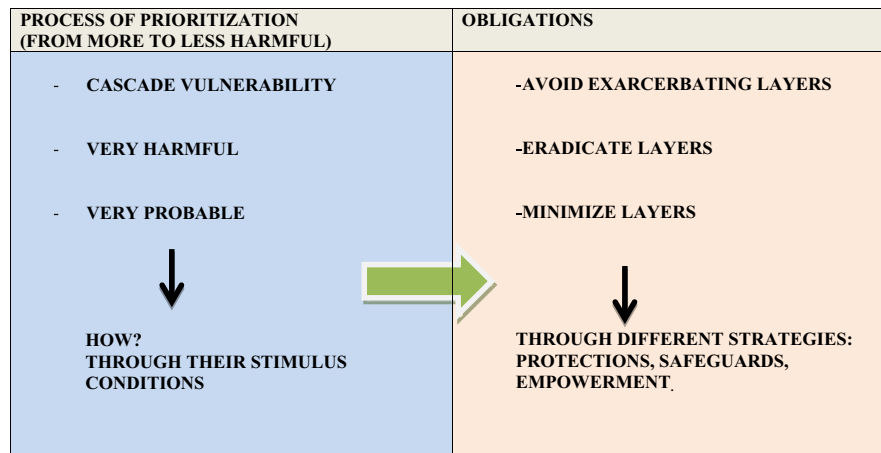 PROCESS OF PRIORITIZATION
(FROM MORE TO LESS HARMFUL)
- CASCADE VULNERABILITY
- VERY HARMFUL
- VERY PROBABLE
HOW?
THROUGH THEIR STIMULUS
CONDITIONS
OBLIGATIONS
-AVOID EXARCERBATING LAYERS
-ERADICATE LAYERS
-MINIMIZE LAYERS
THROUGH DIFFERENT STRATEGIES:
PROTECTIONS, SAFEGUARDS,
EMPOWERMENT.